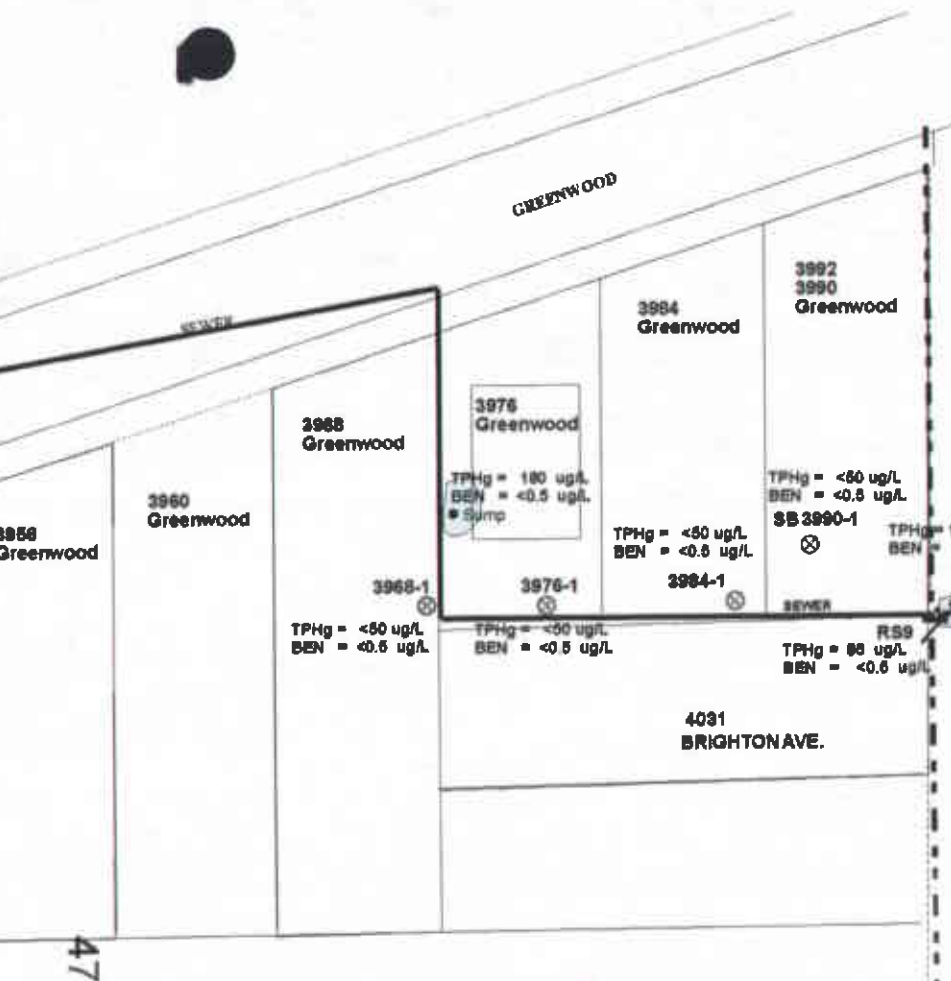 GREENWOOD
SEWER
3992
3990
Greenwood
3984
Greenwood
3976
Greenwood
3968
Greenwood
3960
Greenwood
Greenwood
TPHg = 180 ug/L
BEN = <0.5 ug/L
Sump
TPHg = <50 ug/L
BEN = <0.5 ug/L
SB 3990-1
TPHg =
BEN =
TPHg = <50 ug/L
BEN = <0.5 ug/L
3984-1
3968-1
TPHg = <50 ug/L
BEN = <0.5 ug/L
3976-1
TPHg = <50 ug/L
BEN = <0.5 ug/L
SEWER
RS9
TPHg = ug/L
BEN = <0.5 ug/L
4031
BRIGHTON AVE.
47